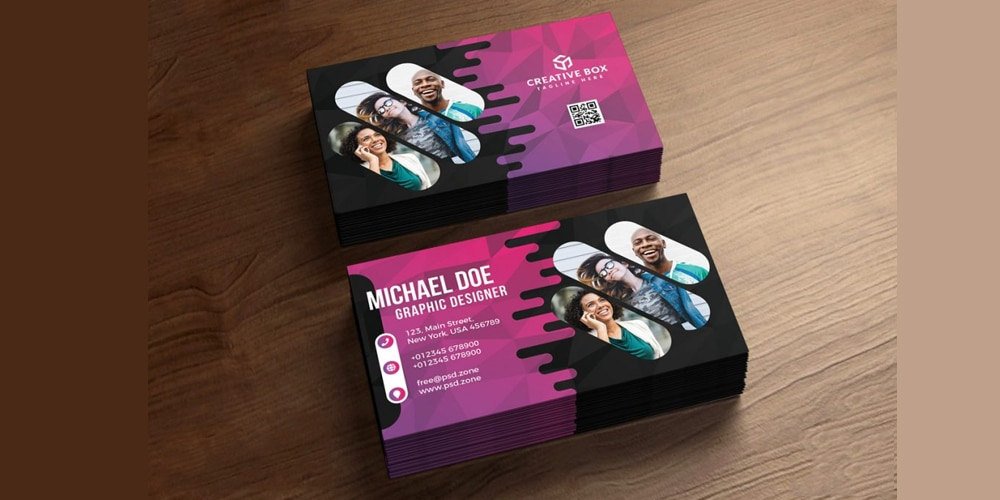 CREATIVE BOX
TAGLINE HERE
MICHAEL DOE
GRAPHIC DESIGNER
123, Main Street,
New York, USA 456789
+012345 678900
+012345 678900
free@psd.zone
www.psd.zone